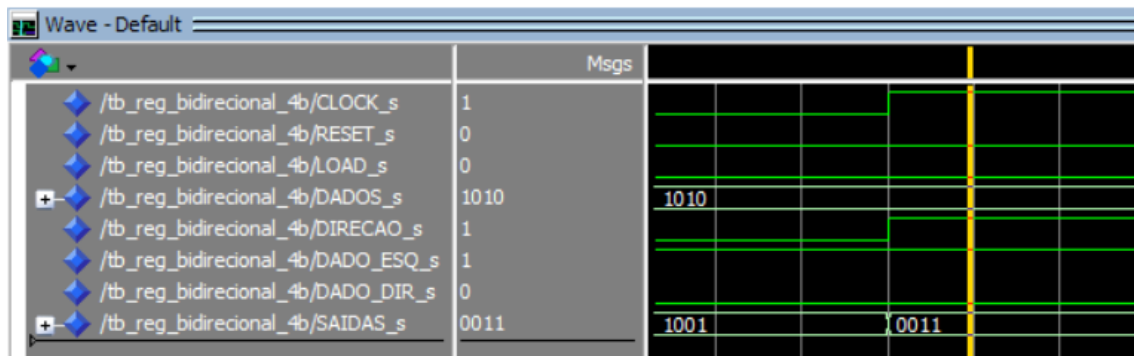 Wave - Default
Msgs
/tb_reg_bidirecional_4b/CLOCK_s 1
/tb_reg_bidirecional_4b/RESET_s 0
/tb_reg_bidirecional_4b/LOAD_s 0
/tb_reg_bidirecional_4b/DADOS_s 1010 1010
/tb_reg_bidirecional_4b/DIRECAO_s 1
/tb_reg_bidirecional_4b/DADO_ESQ_s 1
/tb_reg_bidirecional_4b/DADO_DIR_s 0
/tb_reg_bidirecional_4b/SAIDAS_s 0011 1001 0011